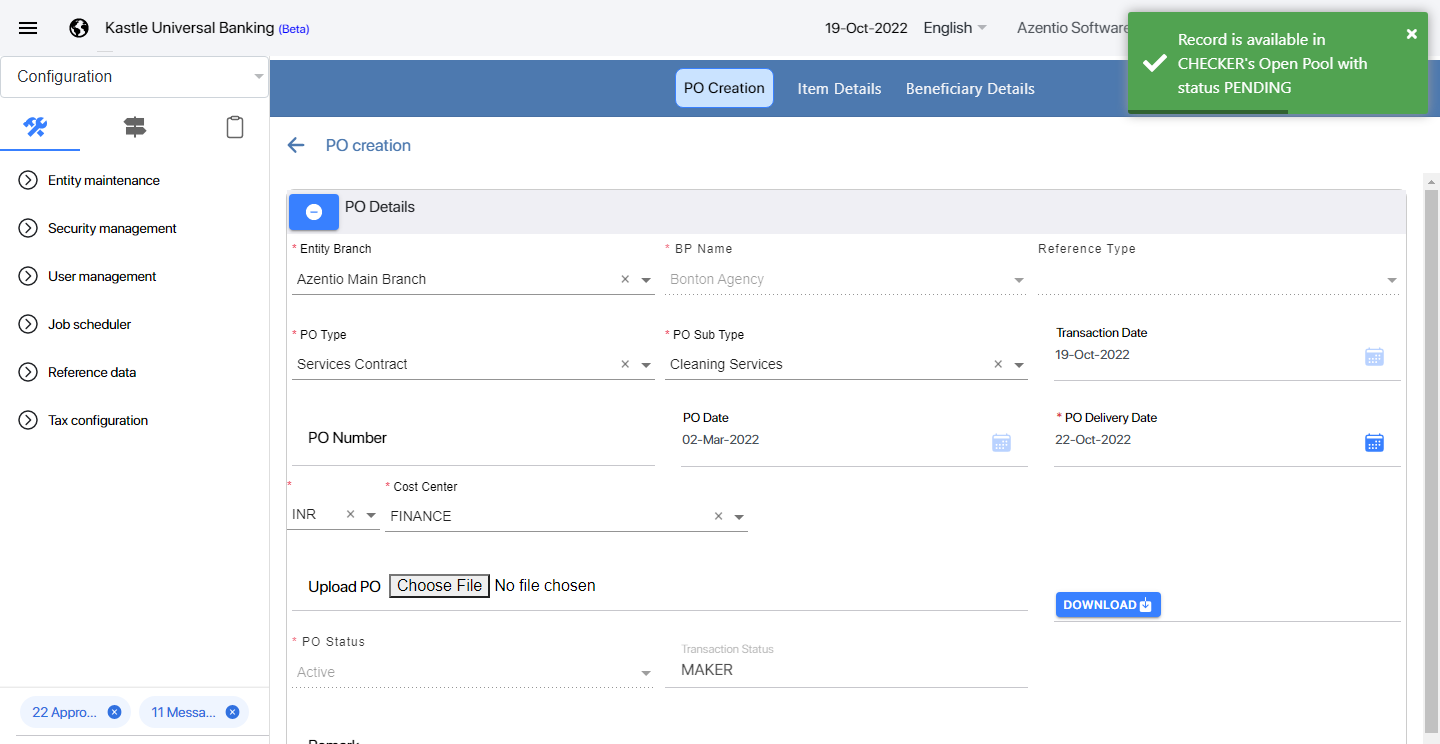 Kastle Universal Banking (Beta)
19-Oct-2022
English
Azentio Software
Record is available in
CHECKER's Open Pool with
status PENDING
Configuration
PO Creation
Item Details
Beneficiary Details
PO creation
Entity maintenance
Security management
User management
Job scheduler
Reference data
Tax configuration
22 Appro...
11 Messa...
PO Details
* Entity Branch
* BP Name
Reference Type
Azentio Main Branch
Bonton Agency
* PO Type
* PO Sub Type
Transaction Date
Services Contract
Cleaning Services
19-Oct-2022
PO Number
PO Date
* PO Delivery Date
02-Mar-2022
22-Oct-2022
*
* Cost Center
INR
FINANCE
Upload PO
Choose File No file chosen
DOWNLOAD
* PO Status
Transaction Status
Active
MAKER
Remark